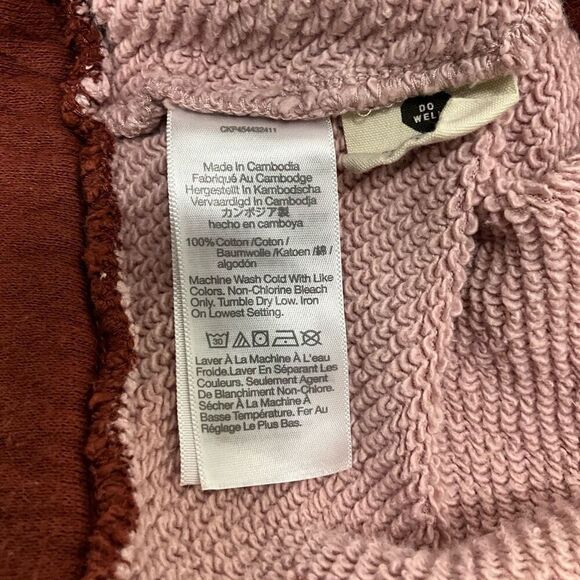 CKP454432411
DO
WELL
Made In Cambodia
Fabriqué Au Cambodge
Hergestellt In Kambodscha
Vervaardigd In Cambodja
カンボジア製
hecho en camboya
100% Cotton /Coton /
Baumwolle /Katoen /綿 /
algodón
Machine Wash Cold With Like
Colors. Non-Chlorine Bleach
Only. Tumble Dry Low. Iron
On Lowest Setting.
30
Laver À La Machine À L'eau
Froide.Laver En Séparant Les
Couleurs. Seulement Agent
De Blanchiment Non-Chlore.
Sécher À La Machine À
Basse Température. Fer Au
Réglage Le Plus Bas.